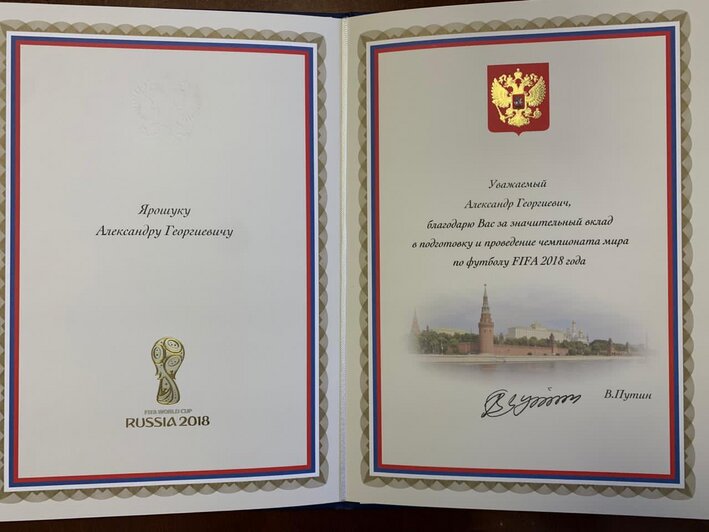 Ярошуку
Александру Георгиевичу
FIFA WORLD CUP
RUSSIA 2018
Уважаемый
Александр Георгиевич,
благодарю Вас за значительный вклад
в подготовку и проведение чемпионата мира
по футболу FIFA 2018 года
В.Путин